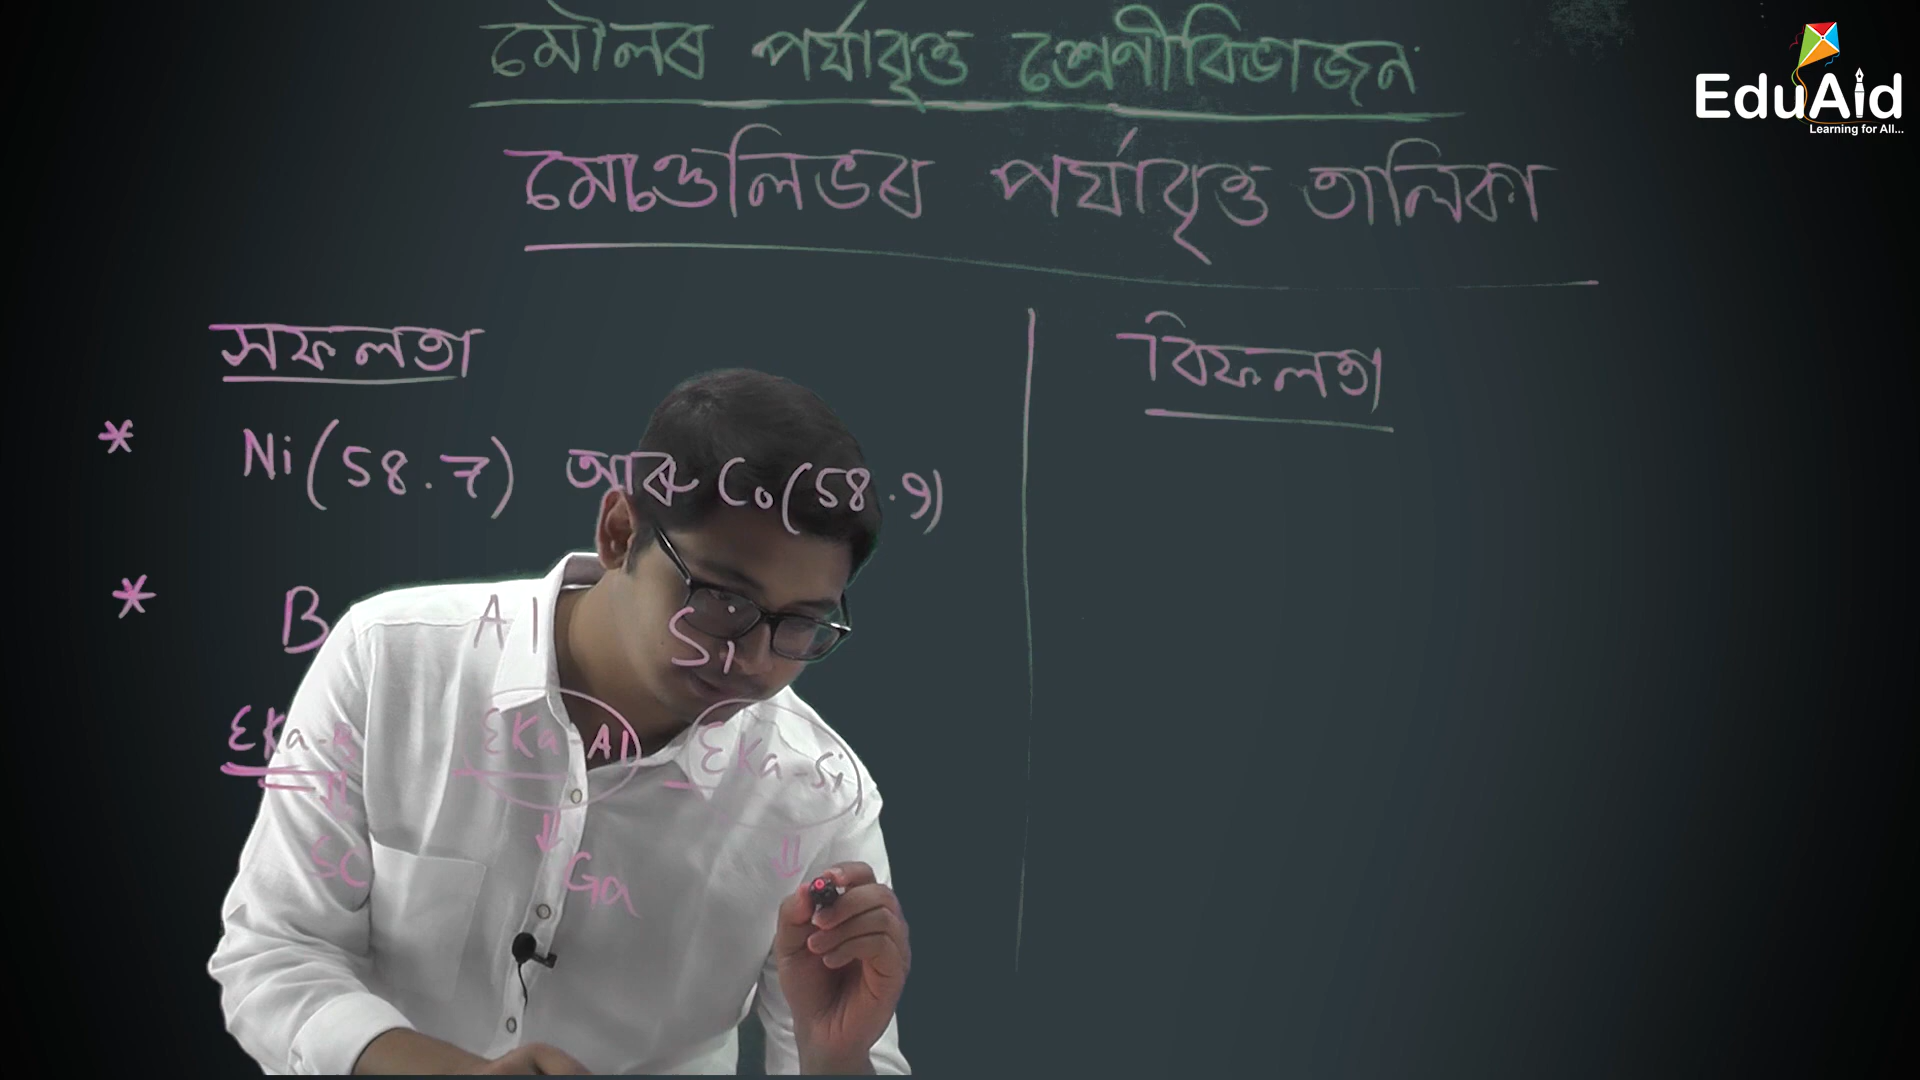 মৌলৰ পৰ্যাবৃত্ত শ্ৰেণীবিভাজন
EduAid
Learning for All...
মেণ্ডেলিভৰ পৰ্যাবৃত্ত তালিকা
সফলতা
* Ni(58.7) আৰু Co(58.9)
* B Al Si
EKa-B EKa-Al EKa-Si
⇓ ⇓ ⇓
Sc Ga
বিফলতা